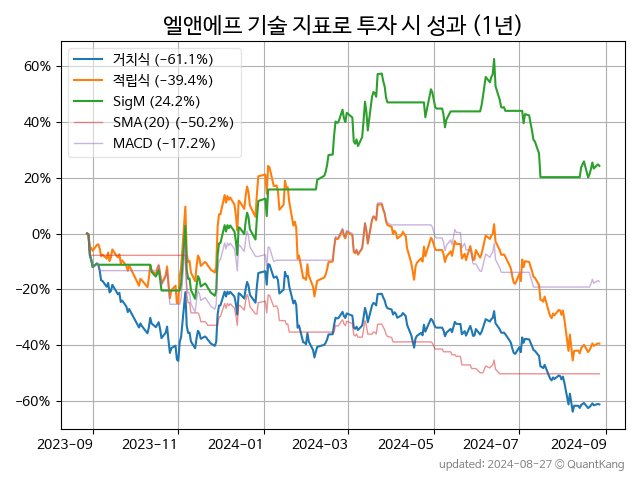 엘앤에프 기술 지표로 투자 시 성과 (1년)
거치식 (−61.1%)
적립식 (−39.4%)
SigM (24.2%)
SMA(20) (−50.2%)
MACD (−17.2%)
60%
40%
20%
0%
−20%
−40%
−60%
2023-09 2023-11 2024-01 2024-03 2024-05 2024-07 2024-09
updated: 2024-08-27 © QuantKang